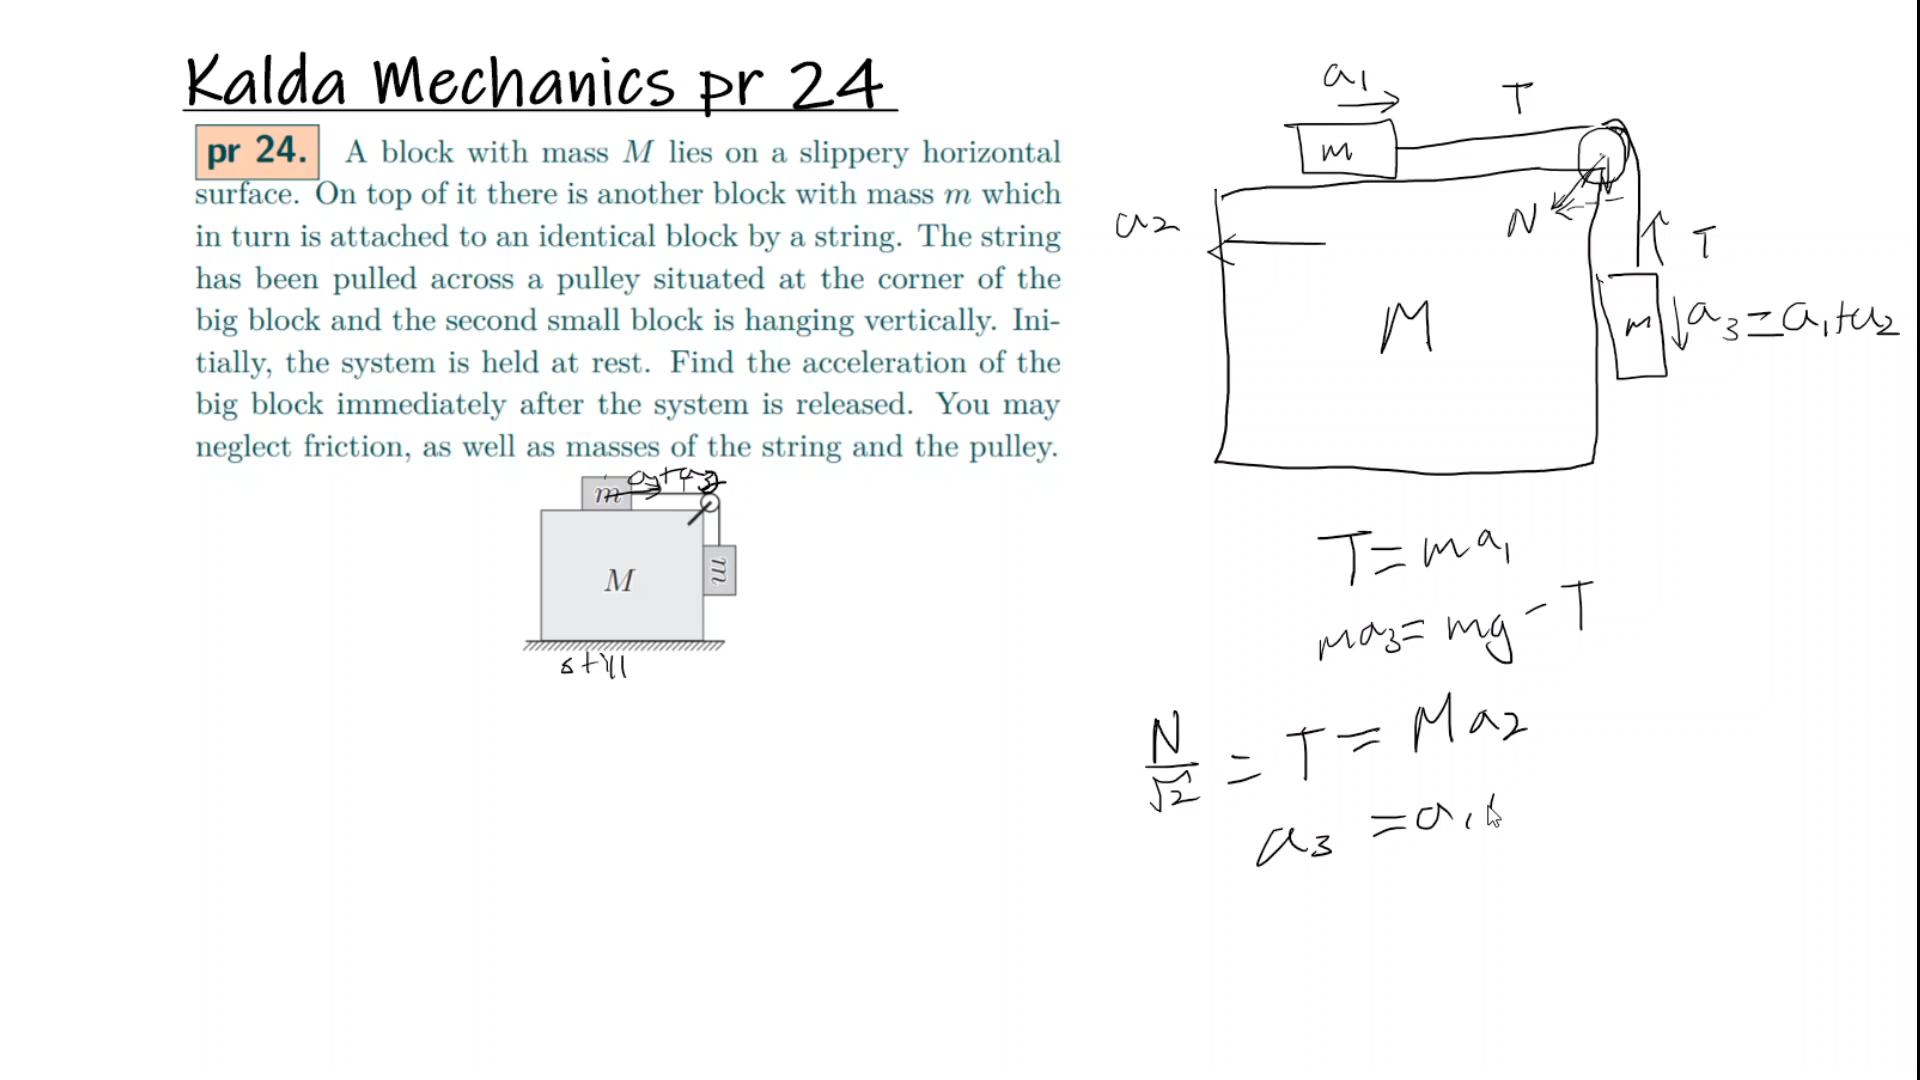 Kalda Mechanics pr 24
pr 24. A block with mass M lies on a slippery horizontal
surface. On top of it there is another block with mass m which
in turn is attached to an identical block by a string. The string
has been pulled across a pulley situated at the corner of the
big block and the second small block is hanging vertically. Ini-
tially, the system is held at rest. Find the acceleration of the
big block immediately after the system is released. You may
neglect friction, as well as masses of the string and the pulley.
m
M
m
still
a1
T
m
N
a2
T
M
m
a3=a1+a2
T=ma1
ma3=mg-T
N/√2 = T = Ma2
a3 =a1